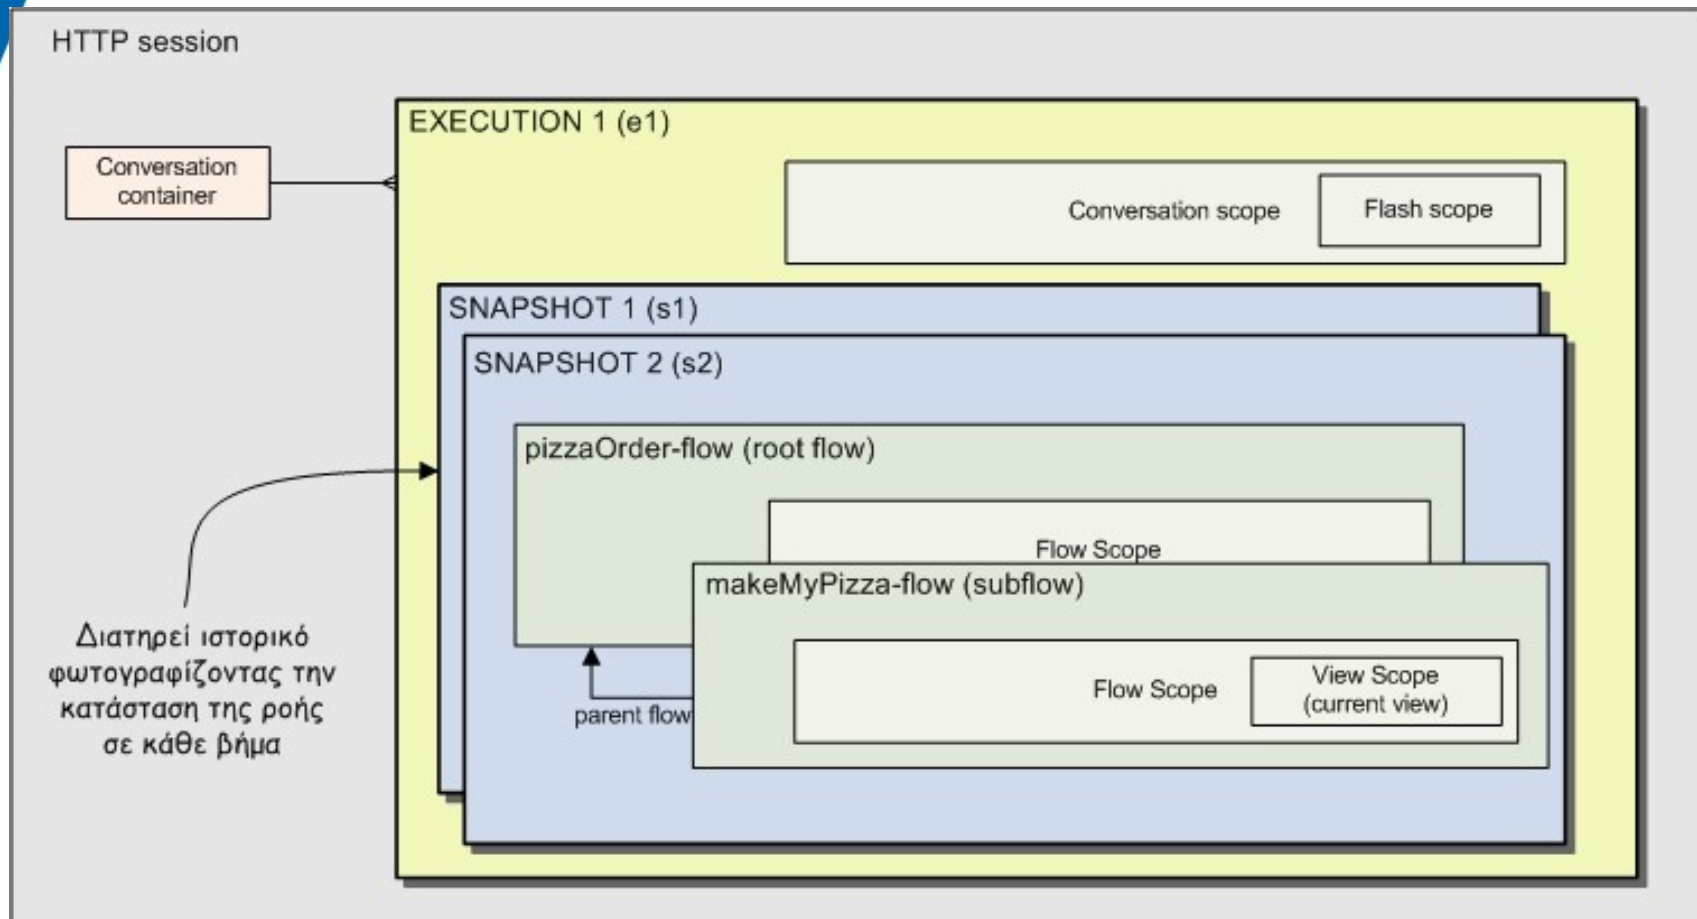 HTTP session
EXECUTION 1 (e1)
Conversation
container
Conversation scope
Flash scope
SNAPSHOT 1 (s1)
SNAPSHOT 2 (s2)
pizzaOrder-flow (root flow)
Flow Scope
makeMyPizza-flow (subflow)
Flow Scope
View Scope
(current view)
parent flow
Διατηρεί ιστορικό
φωτογραφίζοντας την
κατάσταση της ροής
σε κάθε βήμα